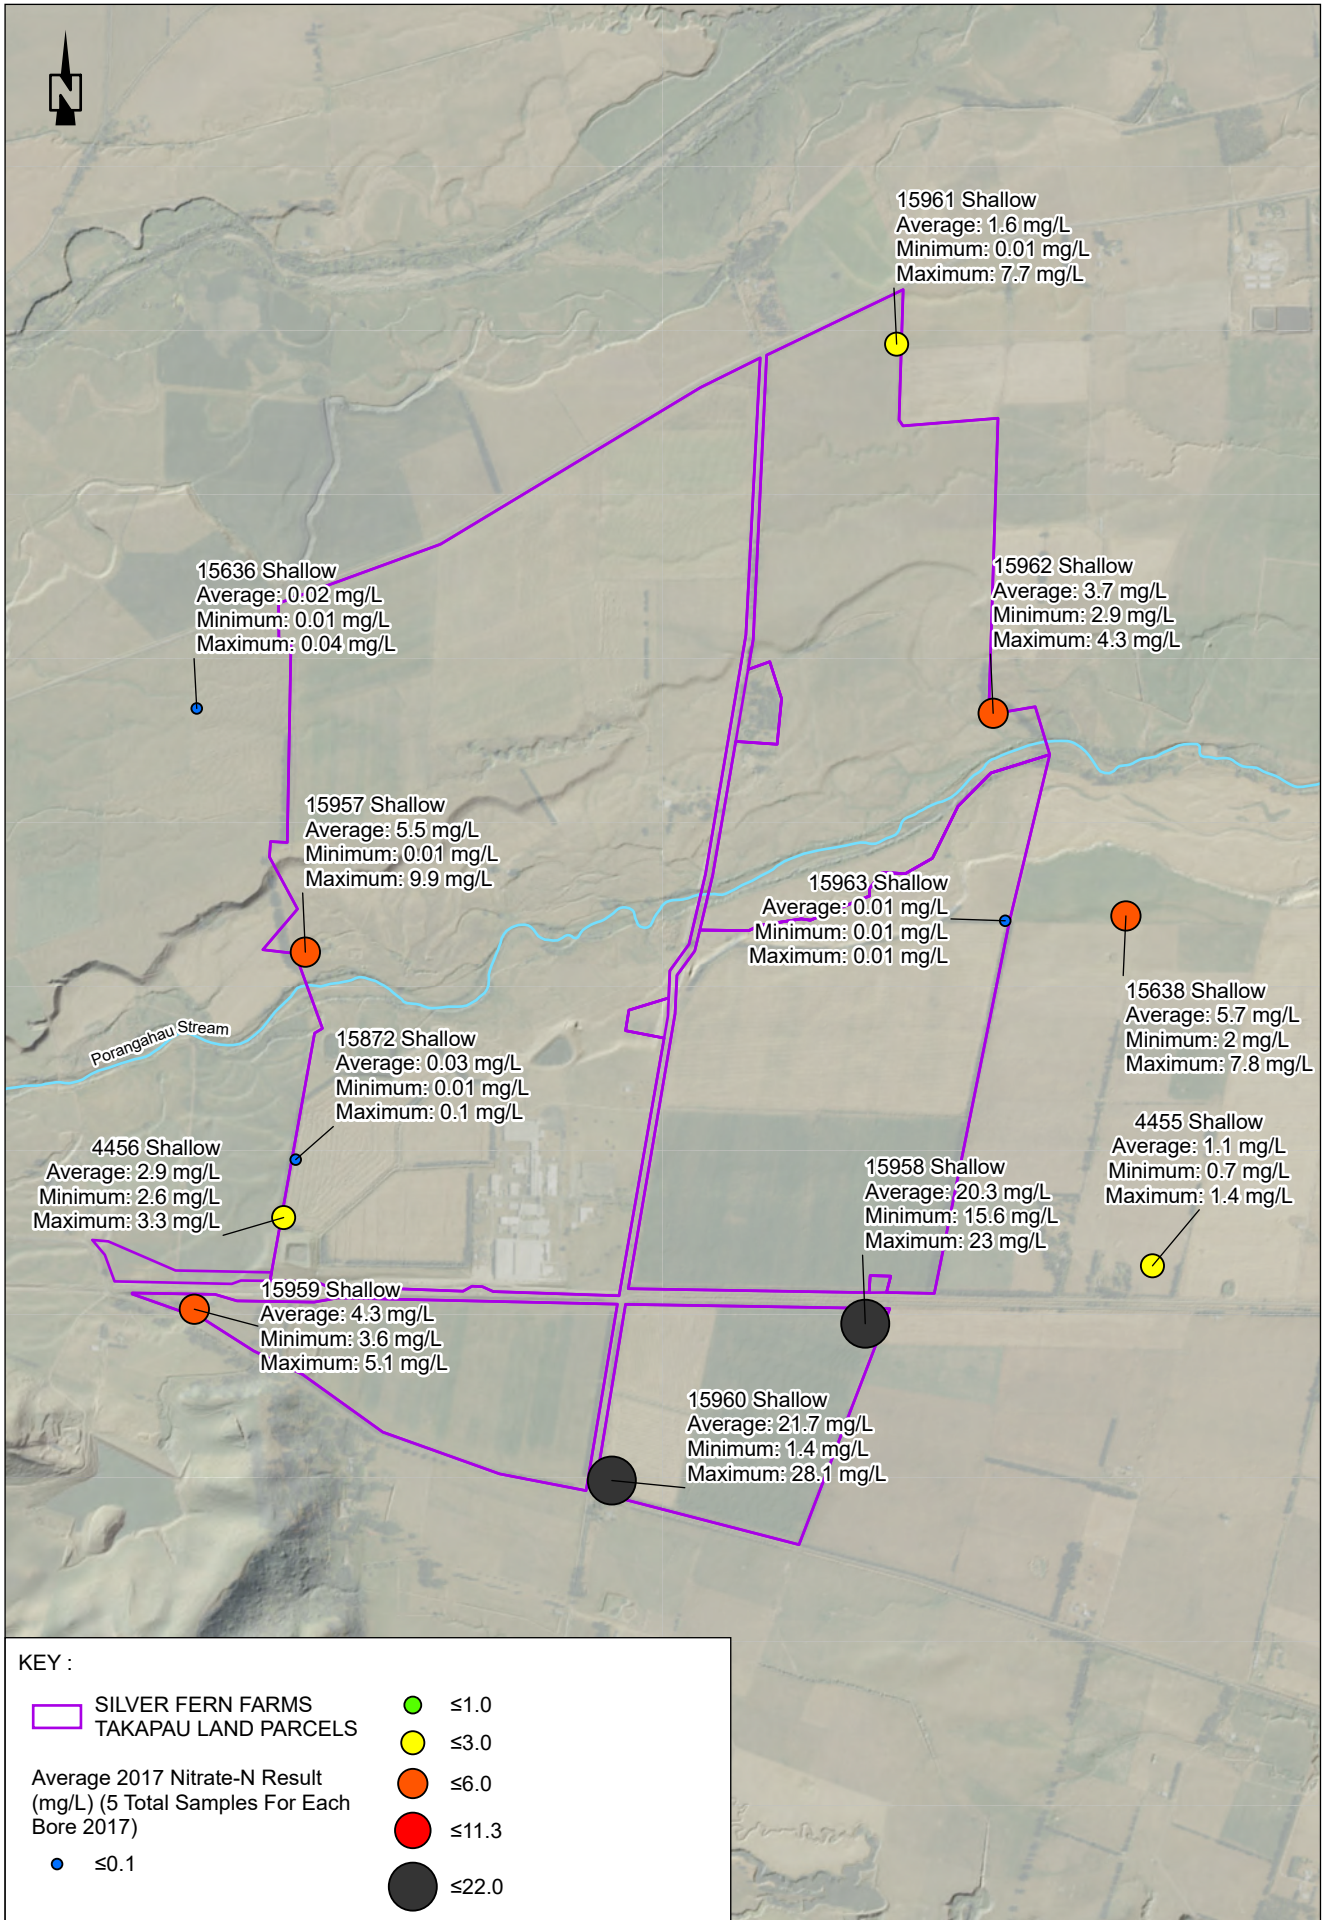 N
15961 Shallow
Average: 1.6 mg/L
Minimum: 0.01 mg/L
Maximum: 7.7 mg/L
15636 Shallow
Average: 0.02 mg/L
Minimum: 0.01 mg/L
Maximum: 0.04 mg/L
15962 Shallow
Average: 3.7 mg/L
Minimum: 2.9 mg/L
Maximum: 4.3 mg/L
15957 Shallow
Average: 5.5 mg/L
Minimum: 0.01 mg/L
Maximum: 9.9 mg/L
15963 Shallow
Average: 0.01 mg/L
Minimum: 0.01 mg/L
Maximum: 0.01 mg/L
15638 Shallow
Average: 5.7 mg/L
Minimum: 2 mg/L
Maximum: 7.8 mg/L
Porangahau Stream
15872 Shallow
Average: 0.03 mg/L
Minimum: 0.01 mg/L
Maximum: 0.1 mg/L
4456 Shallow
Average: 2.9 mg/L
Minimum: 2.6 mg/L
Maximum: 3.3 mg/L
4455 Shallow
Average: 1.1 mg/L
Minimum: 0.7 mg/L
Maximum: 1.4 mg/L
15958 Shallow
Average: 20.3 mg/L
Minimum: 15.6 mg/L
Maximum: 23 mg/L
15959 Shallow
Average: 4.3 mg/L
Minimum: 3.6 mg/L
Maximum: 5.1 mg/L
15960 Shallow
Average: 21.7 mg/L
Minimum: 1.4 mg/L
Maximum: 28.1 mg/L
KEY :
SILVER FERN FARMS
TAKAPAU LAND PARCELS
Average 2017 Nitrate-N Result
(mg/L) (5 Total Samples For Each
Bore 2017)
≤0.1
≤1.0
≤3.0
≤6.0
≤11.3
≤22.0